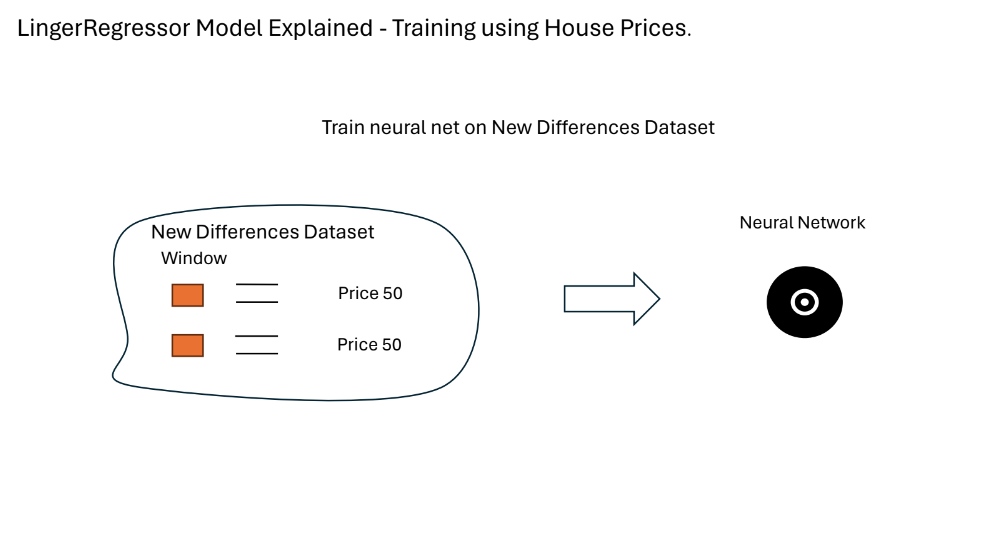 LingerRegressor Model Explained - Training using House Prices.
Train neural net on New Differences Dataset
New Differences Dataset
Window
Price 50
Price 50
Neural Network